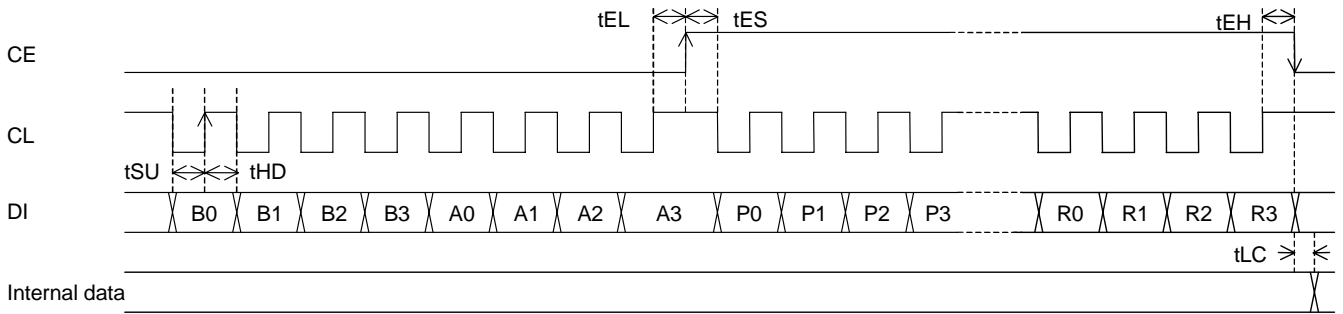 tEL tES tEH
CE
CL
tSU tHD
DI B0 B1 B2 B3 A0 A1 A2 A3 P0 P1 P2 P3 R0 R1 R2 R3
tLC
Internal data